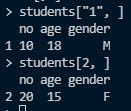 > students["1", ]
  no age gender
1 10  18      M
> students[2, ]
  no age gender
2 20  15      F